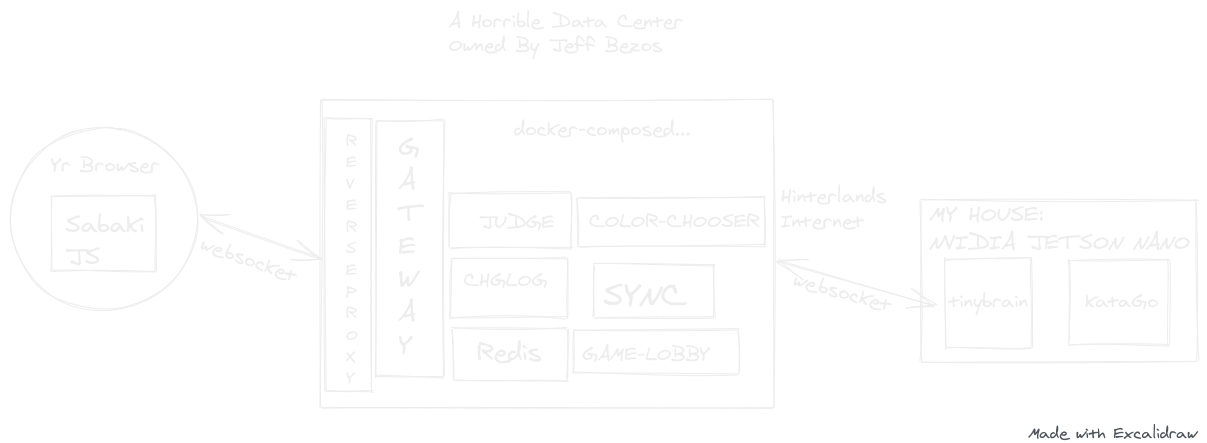 A Horrible Data Center
Owned By Jeff Bezos
docker-composed...
Yr Browser
Sabaki
JS
websocket
REVERSEPROXY
GATEWAY
JUDGE
COLOR-CHOOSER
CHGLOG
SYNC
Redis
GAME-LOBBY
Hinterlands
Internet
websocket
MY HOUSE:
NVIDIA JETSON NANO
tinybrain
kataGo
Made with Excalidraw